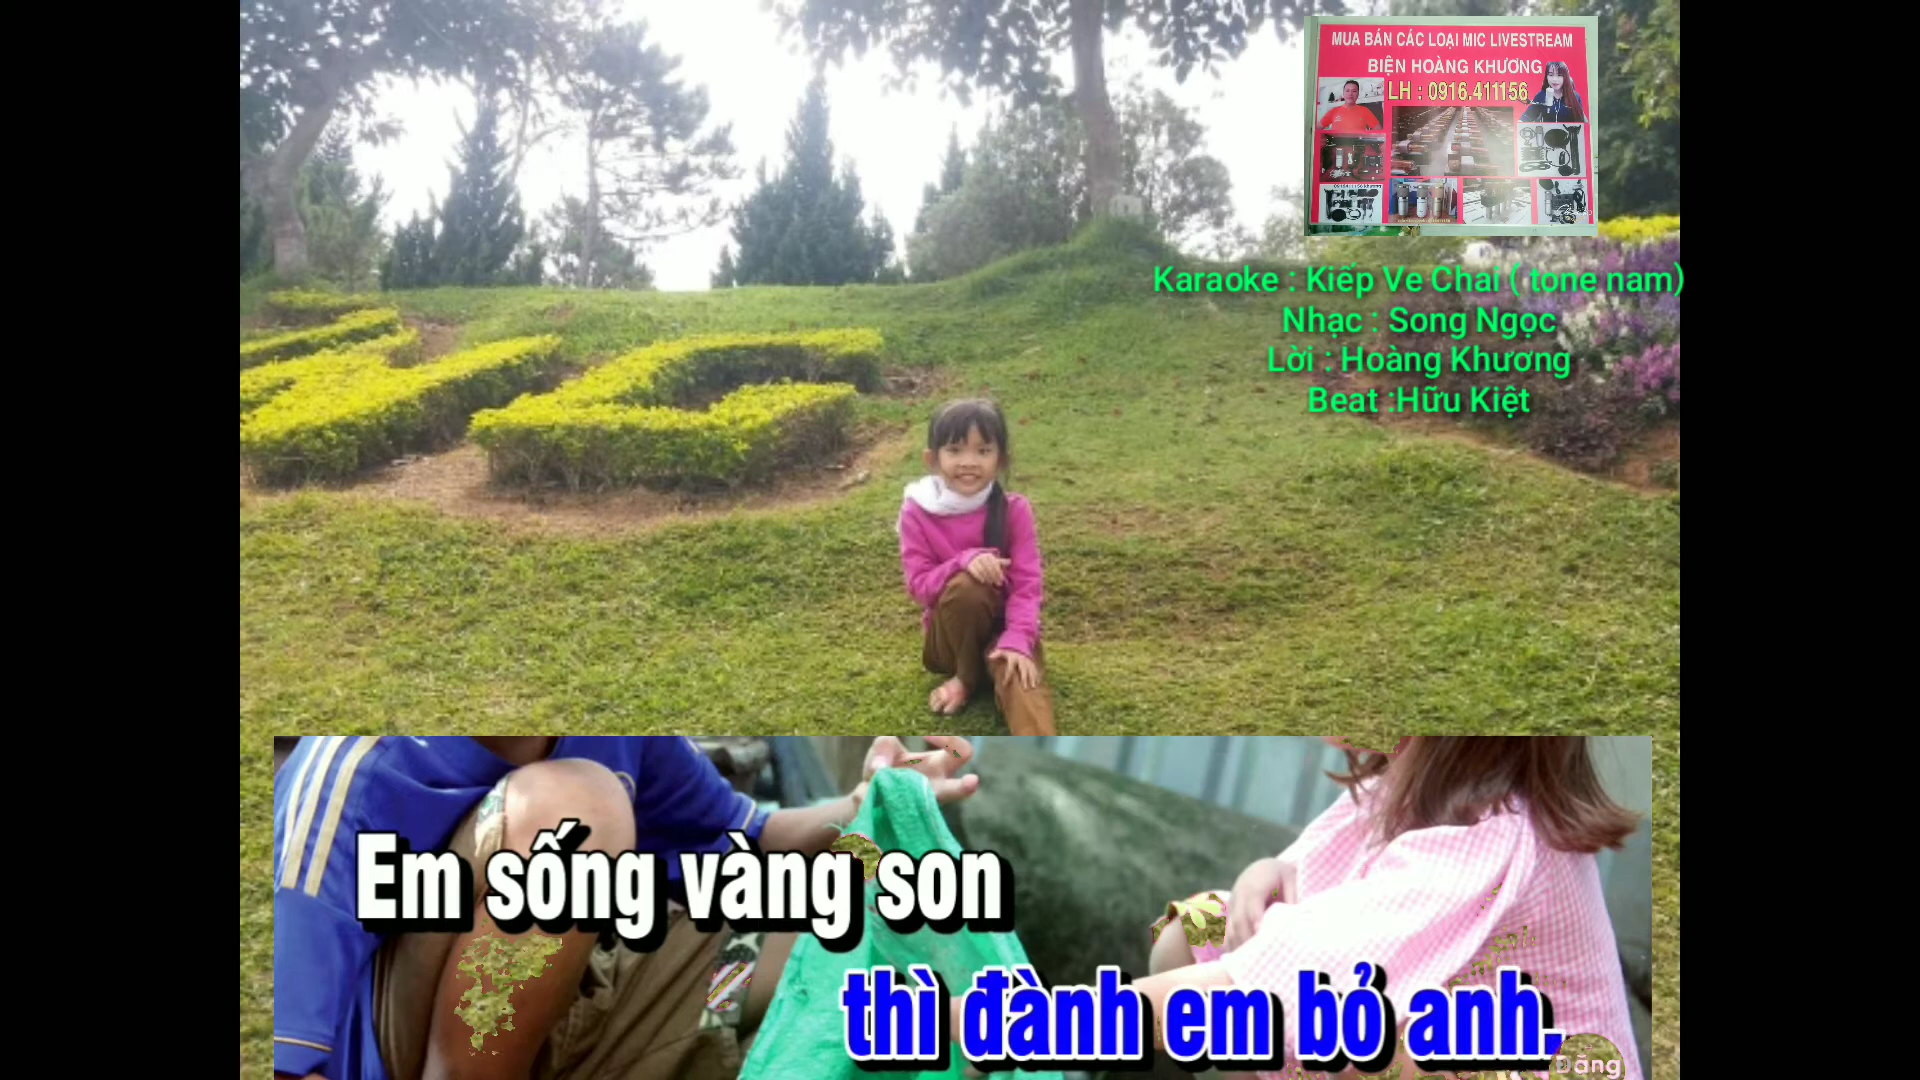 MUA BÁN CÁC LOẠI MIC LIVESTREAM
BIỆN HOÀNG KHƯƠNG
LH : 0916.411156
Karaoke : Kiếp Ve Chai ( tone nam)
Nhạc : Song Ngọc
Lời : Hoàng Khương
Beat :Hữu Kiệt
Em sống vàng son
thì đành em bỏ anh.
Đăng